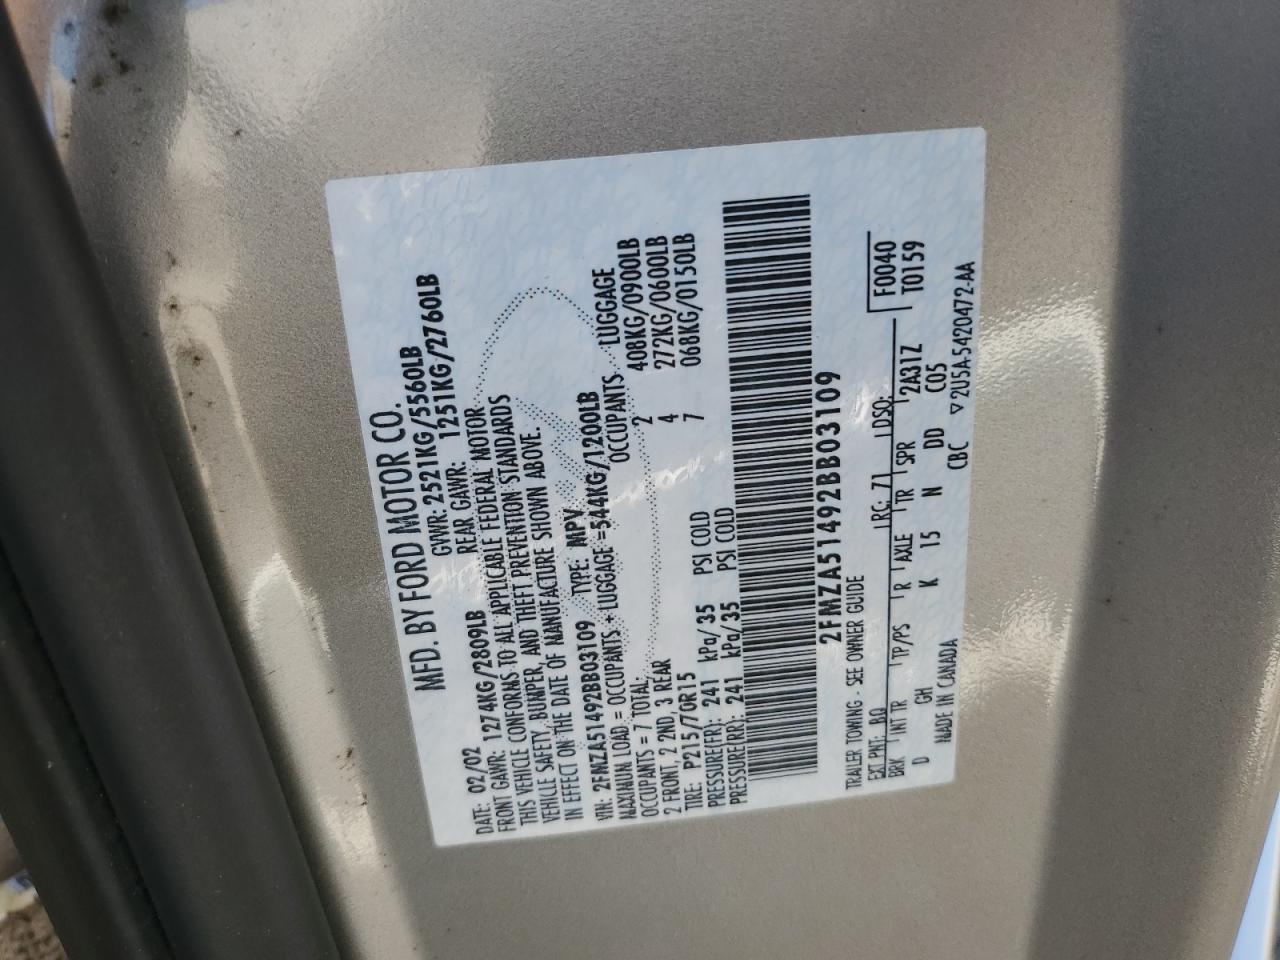 MFD. BY FORD MOTOR CO.
DATE: 02/02 GVWR: 2521KG/5560LB
FRONT GAWR: 1274KG/2809LB REAR GAWR: 1251KG/2760LB
THIS VEHICLE CONFORMS TO ALL APPLICABLE FEDERAL MOTOR
VEHICLE SAFETY, BUMPER, AND THEFT PREVENTION STANDARDS
IN EFFECT ON THE DATE OF MANUFACTURE SHOWN ABOVE.
VIN: 2FMZA51492BB03109 TYPE: MPV
MAXIMUM LOAD = OCCUPANTS + LUGGAGE =544KG/1200LB
OCCUPANTS = 7 TOTAL: OCCUPANTS LUGGAGE
2 FRONT, 2 2ND, 3 REAR 2 408KG/0900LB
TIRE: P215/70R15 4 272KG/0600LB
PRESSURE(FR): 241 kPa/35 PSI COLD 7 068KG/0150LB
PRESSURE(RR): 241 kPa/35 PSI COLD
2FMZA51492BB03109
TRAILER TOWING - SEE OWNER GUIDE
EXT PNT: BQ RC: 71 DSO: F0040
BRK INT TR TP/PS R AXLE TR SPR 2A31Z T0159
D GH K 15 N DD C05
MADE IN CANADA CBC ▽2U5A-5420472-AA